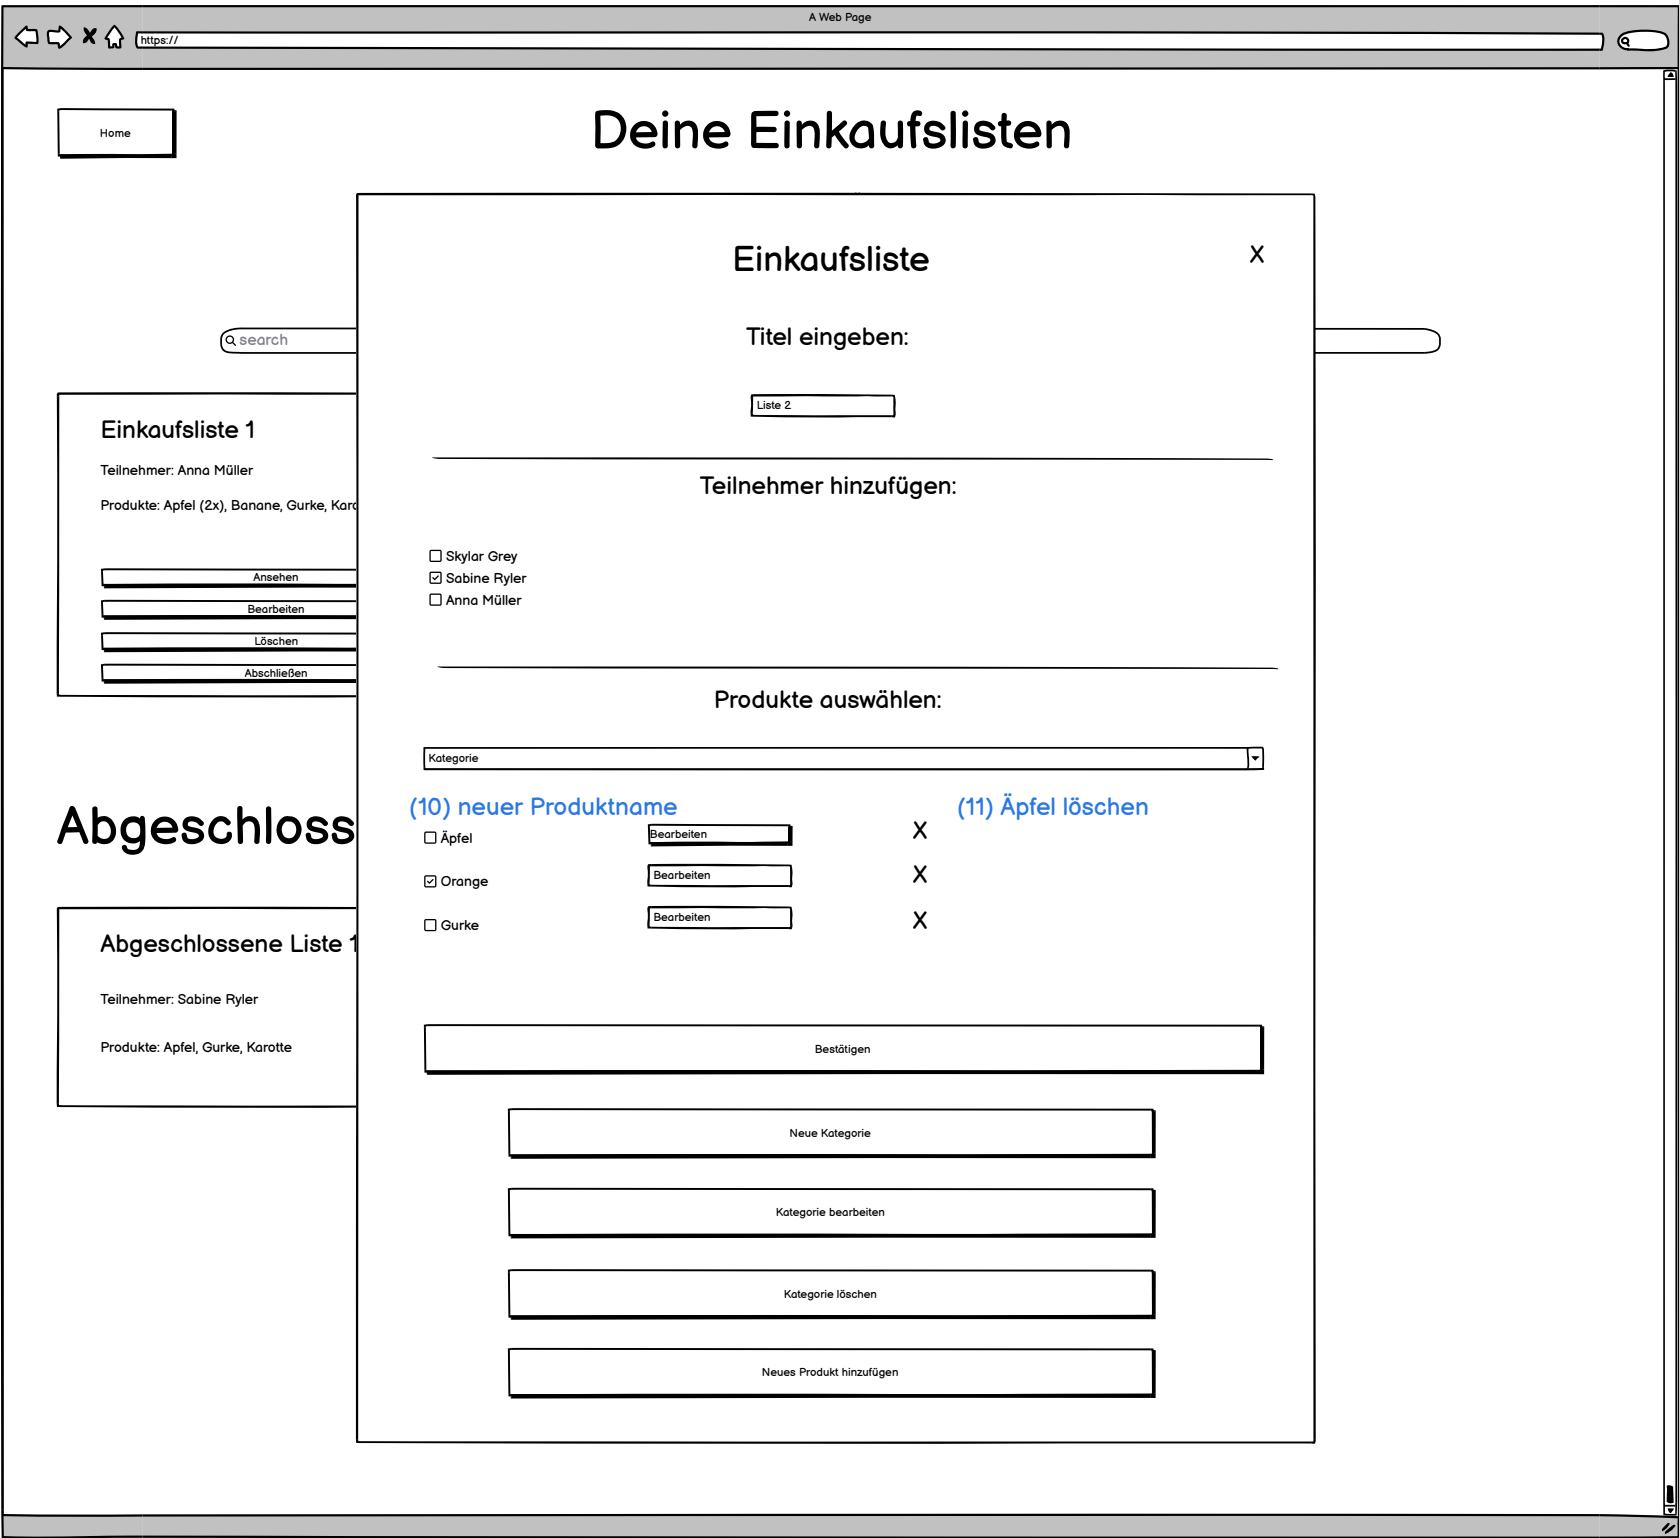 A Web Page
https://
Home
Deine Einkaufslisten
Einkaufsliste
X
Titel eingeben:
search
Liste 2
Einkaufsliste 1
Teilnehmer: Anna Müller
Produkte: Apfel (2x), Banane, Gurke, Karo
Ansehen
Bearbeiten
Löschen
Abschließen
Teilnehmer hinzufügen:
Skylar Grey
Sabine Ryler
Anna Müller
Produkte auswählen:
Kategorie
(10) neuer Produktname
(11) Äpfel löschen
Äpfel Bearbeiten X
Orange Bearbeiten X
Gurke Bearbeiten X
Abgeschloss
Abgeschlossene Liste 1
Teilnehmer: Sabine Ryler
Produkte: Apfel, Gurke, Karotte
Bestätigen
Neue Kategorie
Kategorie bearbeiten
Kategorie löschen
Neues Produkt hinzufügen